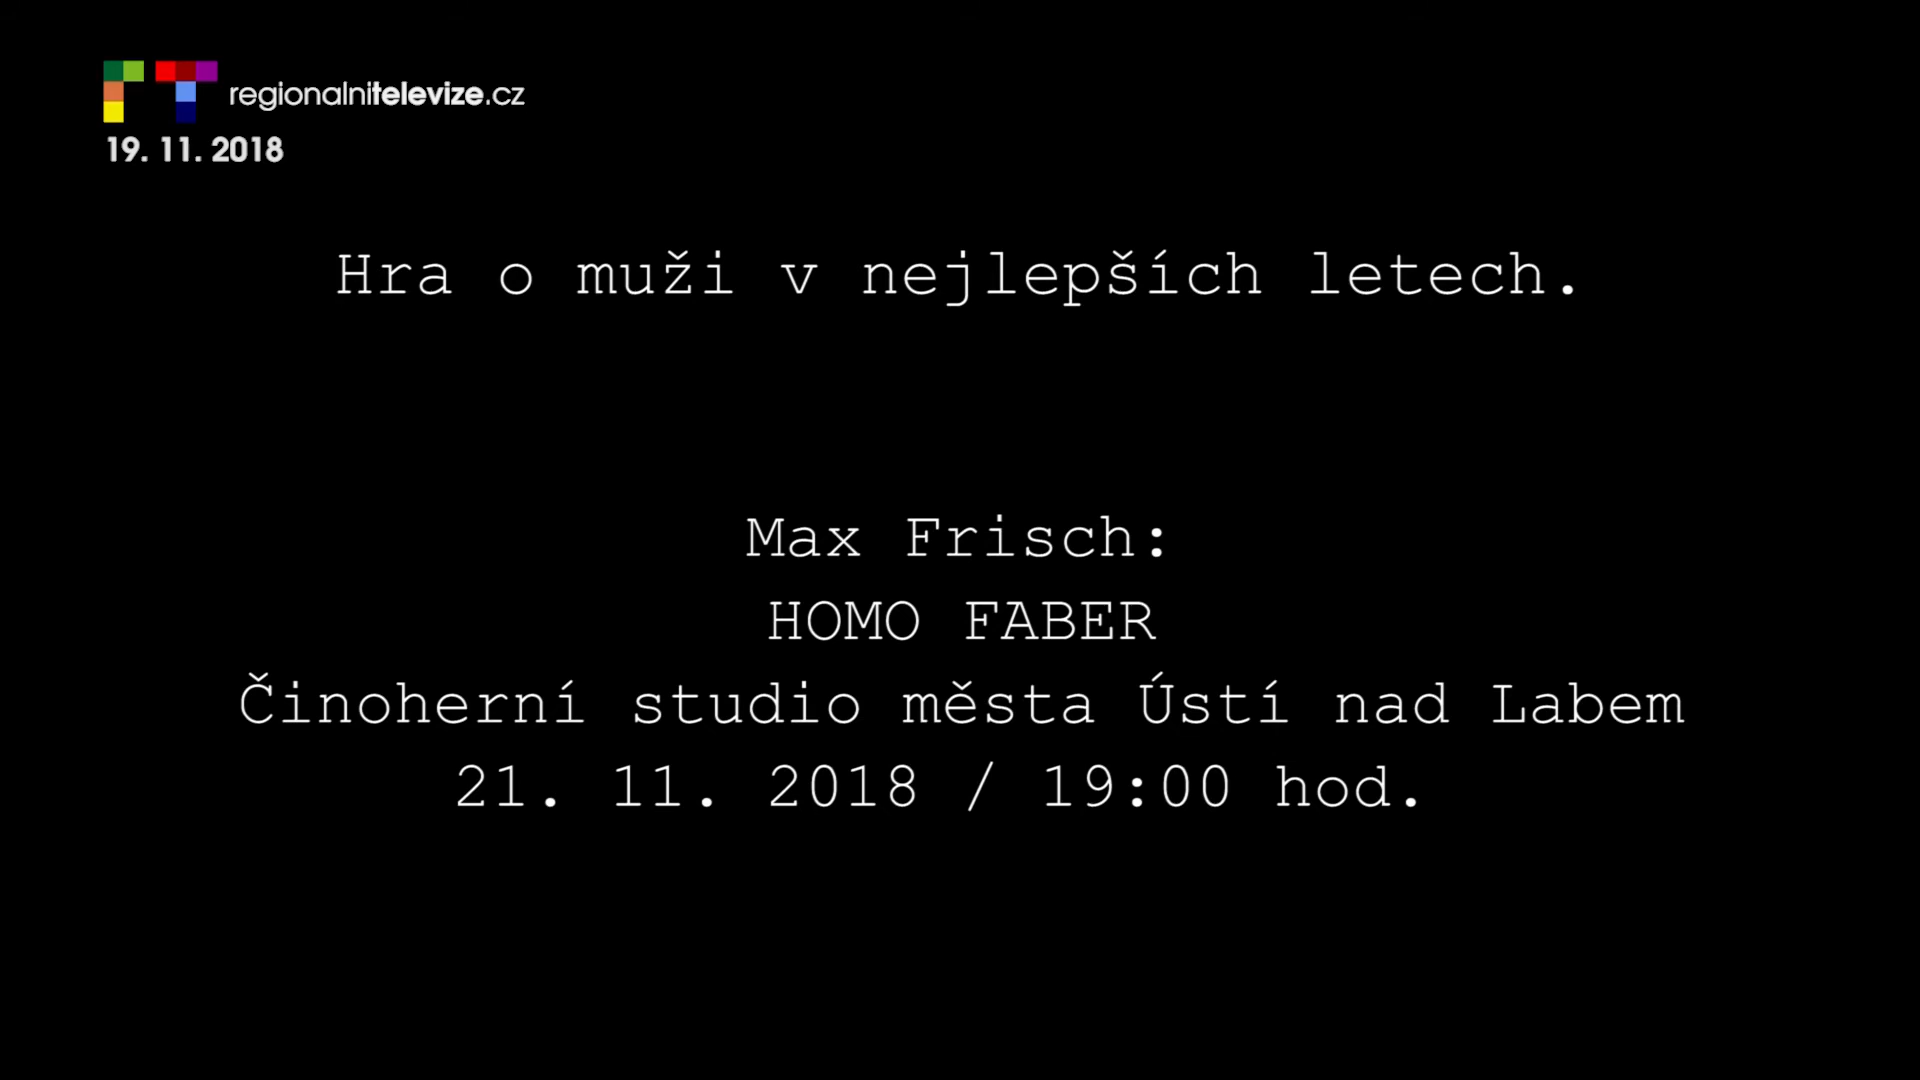 regionalnitelevize.cz
19. 11. 2018
Hra o muži v nejlepších letech.
Max Frisch:
HOMO FABER
Činoherní studio města Ústí nad Labem
21. 11. 2018 / 19:00 hod.